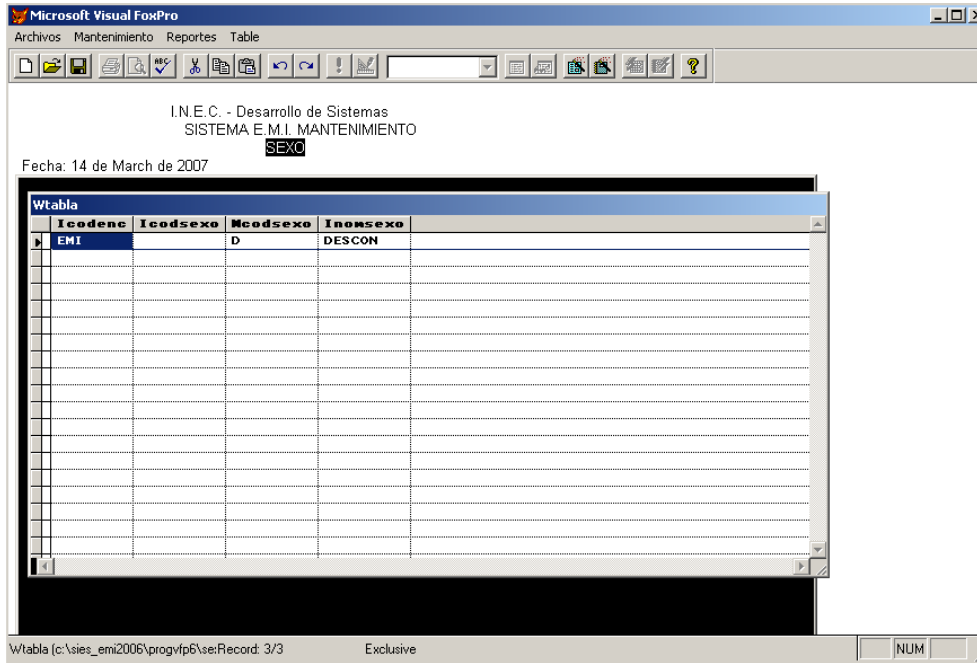 Microsoft Visual FoxPro
Archivos Mantenimiento Reportes Table
ABC
I.N.E.C. - Desarrollo de Sistemas
SISTEMA E.M.I. MANTENIMIENTO
SEXO
Fecha: 14 de March de 2007
Wtabla
Icodenc Icodsexo Mcodsexo Inomsexo
EMI D DESCON
Wtabla (c:\sies_emi2006\progvfp6\se:Record: 3/3 Exclusive NUM